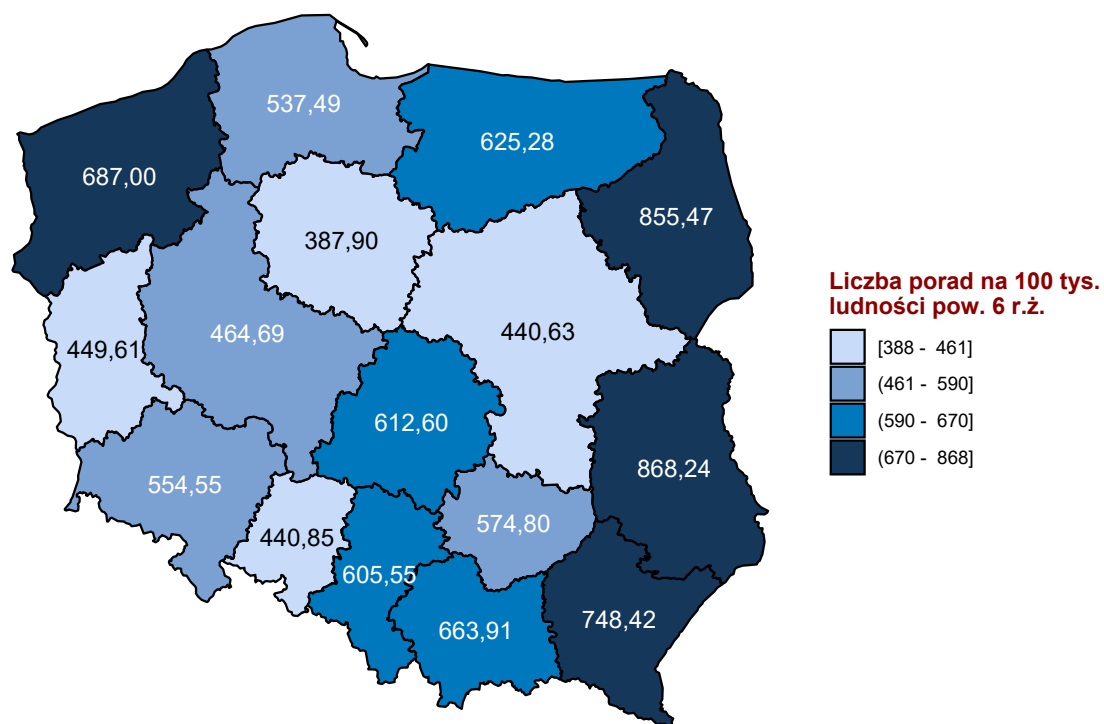 537,49
625,28
687,00
855,47
387,90
449,61
464,69
440,63
612,60
868,24
554,55
574,80
440,85
605,55
663,91
748,42
Liczba porad na 100 tys.
ludności pow. 6 r.ż.
[388 - 461]
(461 - 590]
(590 - 670]
(670 - 868]